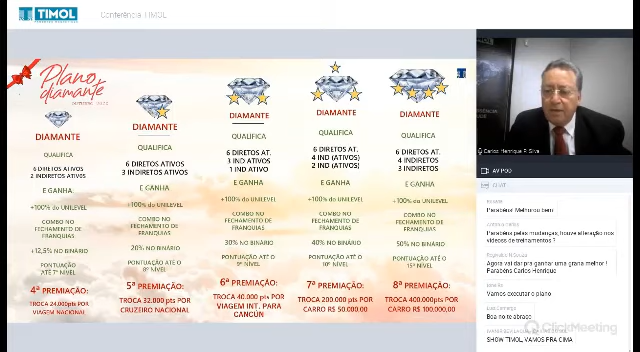 TIMOL
Conferência TIMOL
Plano
diamante
DIAMANTE
QUALIFICA
6 DIRETOS ATIVOS
2 INDIRETOS ATIVOS
E GANHA
+100% do UNILEVEL
COMBO NO
FECHAMENTO DE
FRANQUIAS
+12,5% NO BINÁRIO
PONTUAÇÃO
ATÉ 7º NIVEL
4ª PREMIAÇÃO:
TROCA 24.000pts POR
VIAGEM NACIONAL
DIAMANTE
QUALIFICA
6 DIRETOS ATIVOS
3 INDIRETOS ATIVOS
E GANHA
+100% do UNILEVEL
COMBO NO
FECHAMENTO DE
FRANQUIAS
20% NO BINÁRIO
PONTUAÇÃO ATÉ O
8º NIVEL
5ª PREMIAÇÃO:
TROCA 32.000 pts POR
CRUZEIRO NACIONAL
DIAMANTE
QUALIFICA
6 DIRETOS AT.
3 IND ATIVOS
1 IND ATIVO
E GANHA
+100% do UNILEVEL
COMBO NO
FECHAMENTO DE
FRANQUIAS
30% NO BINÁRIO
PONTUAÇÃO ATÉ O
9º NIVEL
6ª PREMIAÇÃO:
TROCA 40.000 pts POR
VIAGEM INT. PARA
CANCÚN
DIAMANTE
QUALIFICA
6 DIRETOS AT.
4 IND (ATIVOS)
2 IND (ATIVOS)
E GANHA
+100% do UNILEVEL
COMBO NO
FECHAMENTO DE
FRANQUIAS
40% NO BINÁRIO
PONTUAÇÃO ATÉ O
10º NIVEL
7ª PREMIAÇÃO:
TROCA 200.000 pts POR
CARRO R$ 50.000,00
DIAMANTE
QUALIFICA
6 DIRETOS AT.
4 INDIRETOS
3 INDIRETOS
E GANHA
+100% do UNILEVEL
COMBO NO
FECHAMENTO DE
FRANQUIAS
50% NO BINÁRIO
PONTUAÇÃO ATÉ O
15º NIVEL
8ª PREMIAÇÃO:
TROCA 400.000pts POR
CARRO R$ 100.000,00
Carlos Henrique P Silva
AV POD
CHAT
Parabéns! Melhorou bem
Parabéns pelas mudanças, houve alteração nos
vídeos de treinamentos ?
Agora vai dar pra ganhar uma grana melhor !
Parabéns Carlos Henrique
Vamos executar o plano
Boa noite abraço
SHOW TIMOL, VAMOS PRA CIMA
ClickMeeting